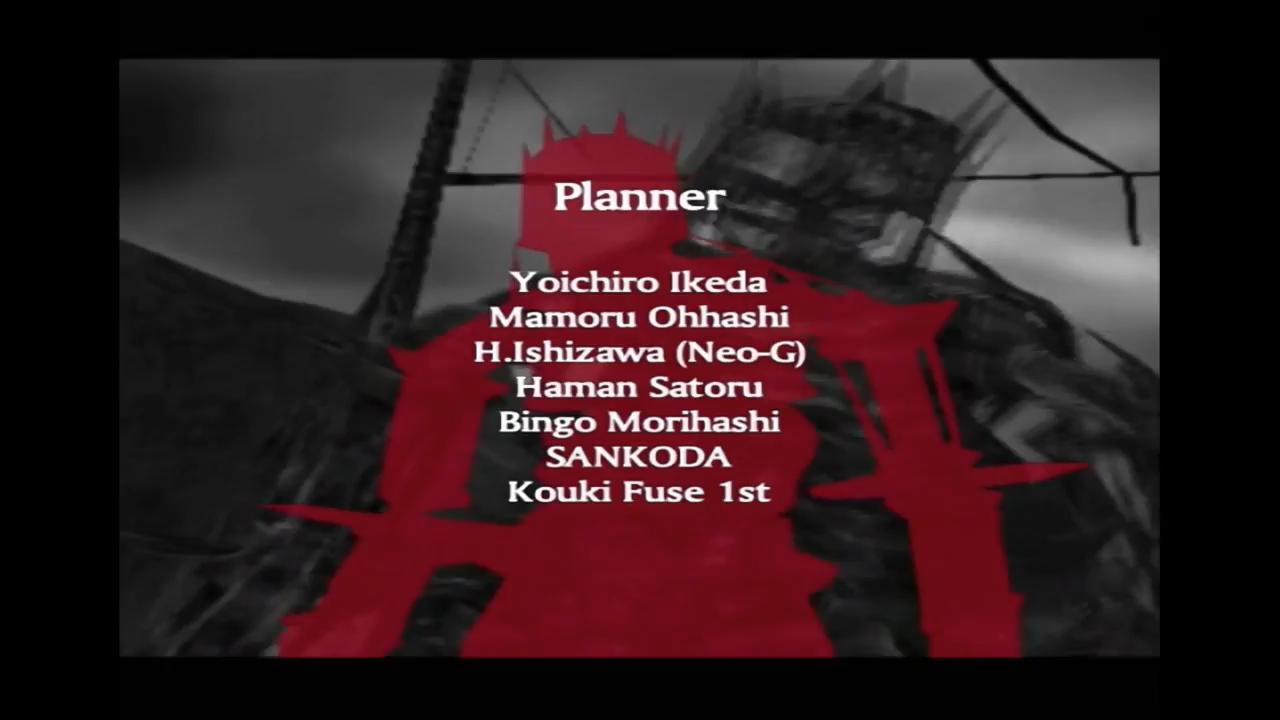 Planner
Yoichiro Ikeda
Mamoru Ohhashi
H.Ishizawa (Neo-G)
Haman Satoru
Bingo Morihashi
SANKODA
Kouki Fuse 1st